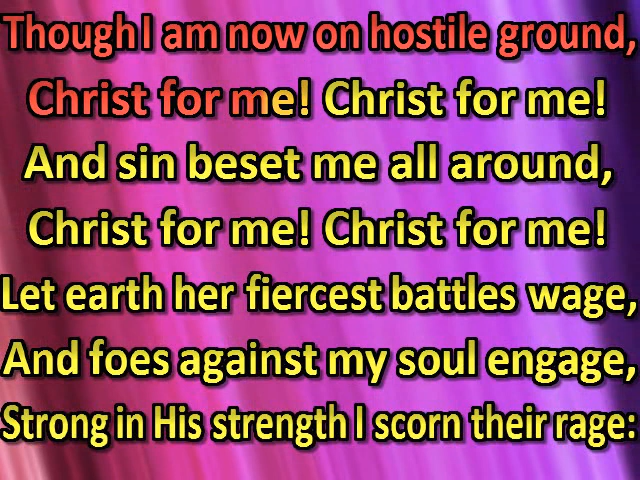 Though I am now on hostile ground,
Christ for me! Christ for me!
And sin beset me all around,
Christ for me! Christ for me!
Let earth her fiercest battles wage,
And foes against my soul engage,
Strong in His strength I scorn their rage: